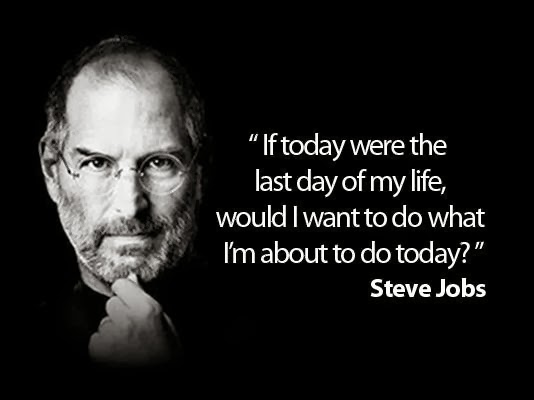 “ If today were the
last day of my life,
would I want to do what
I’m about to do today? ”
Steve Jobs